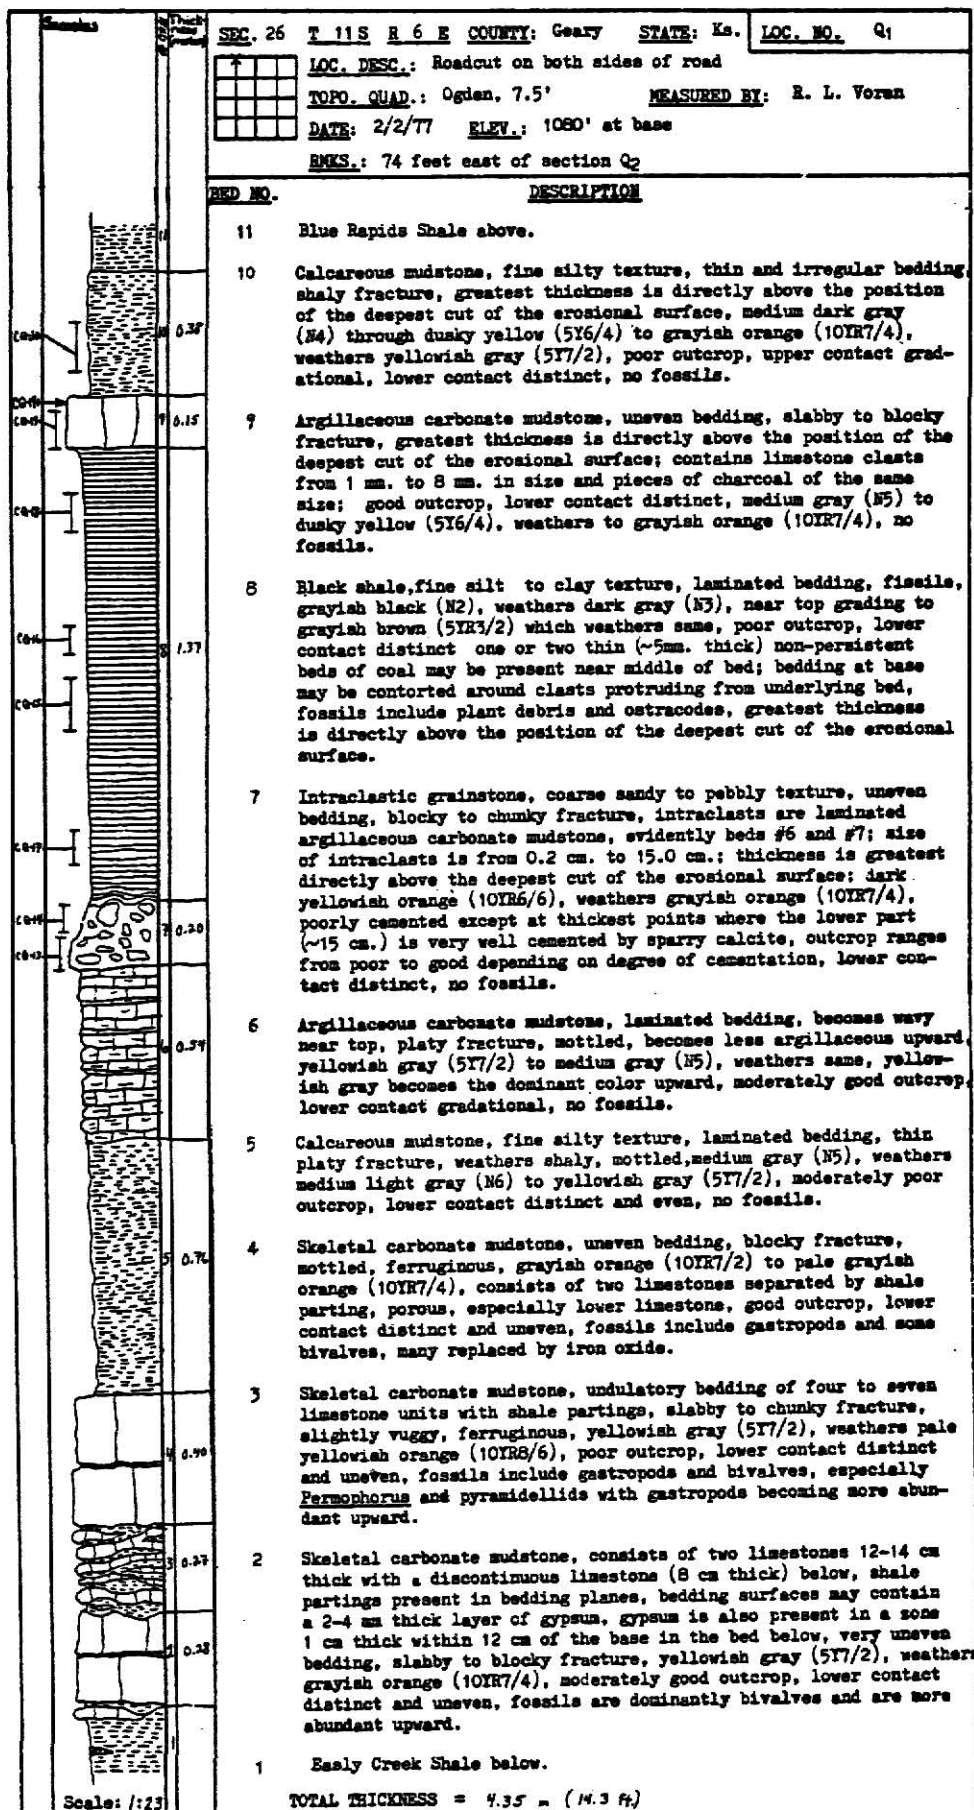 Samples
Thick-
SEC. 26 T 11S R 6 E COUNTY: Geary STATE: Ks. LOC. NO. Q1
LOC. DESC.: Roadcut on both sides of road
TOPO. QUAD.: Ogden, 7.5' MEASURED BY: R. L. Voran
DATE: 2/2/77 ELEV.: 1080' at base
RMKS.: 74 feet east of section Q2
BED NO. DESCRIPTION
11 Blue Rapids Shale above.
10 Calcareous mudstone, fine silty texture, thin and irregular bedding,
shaly fracture, greatest thickness is directly above the position
of the deepest cut of the erosional surface, medium dark gray
(N4) through dusky yellow (5Y6/4) to grayish orange (10YR7/4),
weathers yellowish gray (5Y7/2), poor outcrop, upper contact grad-
ational, lower contact distinct, no fossils.
9 Argillaceous carbonate mudstone, uneven bedding, slabby to blocky
fracture, greatest thickness is directly above the position of the
deepest cut of the erosional surface; contains limestone clasts
from 1 mm. to 8 mm. in size and pieces of charcoal of the same
size; good outcrop, lower contact distinct, medium gray (N5) to
dusky yellow (5Y6/4), weathers to grayish orange (10YR7/4), no
fossils.
8 Black shale,fine silt to clay texture, laminated bedding, fissile,
grayish black (N2), weathers dark gray (N3), near top grading to
grayish brown (5YR3/2) which weathers same, poor outcrop, lower
contact distinct one or two thin (~5mm. thick) non-persistent
beds of coal may be present near middle of bed; bedding at base
may be contorted around clasts protruding from underlying bed,
fossils include plant debris and ostracodes, greatest thickness
is directly above the position of the deepest cut of the erosional
surface.
7 Intraclastic grainstone, coarse sandy to pebbly texture, uneven
bedding, blocky to chunky fracture, intraclasts are laminated
argillaceous carbonate mudstone, evidently beds #6 and #7; size
of intraclasts is from 0.2 cm. to 15.0 cm.; thickness is greatest
directly above the deepest cut of the erosional surface; dark
yellowish orange (10YR6/6), weathers grayish orange (10YR7/4),
poorly cemented except at thickest points where the lower part
(~15 cm.) is very well cemented by sparry calcite, outcrop ranges
from poor to good depending on degree of cementation, lower con-
tact distinct, no fossils.
6 Argillaceous carbonate mudstone, laminated bedding, becomes wavy
near top, platy fracture, mottled, becomes less argillaceous upward,
yellowish gray (5Y7/2) to medium gray (N5), weathers same, yellow-
ish gray becomes the dominant color upward, moderately good outcrop,
lower contact gradational, no fossils.
5 Calcareous mudstone, fine silty texture, laminated bedding, thin
platy fracture, weathers shaly, mottled,medium gray (N5), weathers
medium light gray (N6) to yellowish gray (5Y7/2), moderately poor
outcrop, lower contact distinct and even, no fossils.
4 Skeletal carbonate mudstone, uneven bedding, blocky fracture,
mottled, ferruginous, grayish orange (10YR7/2) to pale grayish
orange (10YR7/4), consists of two limestones separated by shale
parting, porous, especially lower limestone, good outcrop, lower
contact distinct and uneven, fossils include gastropods and some
bivalves, many replaced by iron oxide.
3 Skeletal carbonate mudstone, undulatory bedding of four to seven
limestone units with shale partings, slabby to chunky fracture,
slightly vuggy, ferruginous, yellowish gray (5Y7/2), weathers pale
yellowish orange (10YR8/6), poor outcrop, lower contact distinct
and uneven, fossils include gastropods and bivalves, especially
Permophorus and pyramidellids with gastropods becoming more abun-
dant upward.
2 Skeletal carbonate mudstone, consists of two limestones 12-14 cm
thick with a discontinuous limestone (8 cm thick) below, shale
partings present in bedding planes, bedding surfaces may contain
a 2-4 mm thick layer of gypsum, gypsum is also present in a zone
1 cm thick within 12 cm of the base in the bed below, very uneven
bedding, slabby to blocky fracture, yellowish gray (5Y7/2), weathers
grayish orange (10YR7/4), moderately good outcrop, lower contact
distinct and uneven, fossils are dominantly bivalves and are more
abundant upward.
1 Easly Creek Shale below.
TOTAL THICKNESS = 4.35 m (14.3 ft.)
11
10 0.38
9 0.15
8 1.37
7 0.20
6 0.54
5 0.76
4 0.40
3 0.27
2 0.28
1
Scale: 1:23